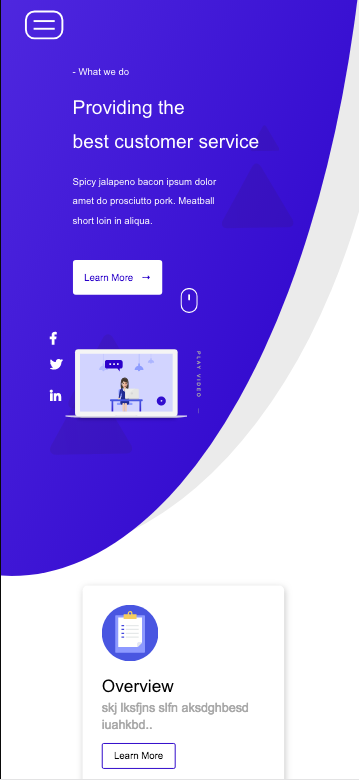 - What we do
Providing the
best customer service
Spicy jalapeno bacon ipsum dolor
amet do prosciutto pork. Meatball
short loin in aliqua.
Learn More →
PLAY VIDEO —
Overview
skj lksfjns slfn aksdghbesd
iuahkbd..
Learn More